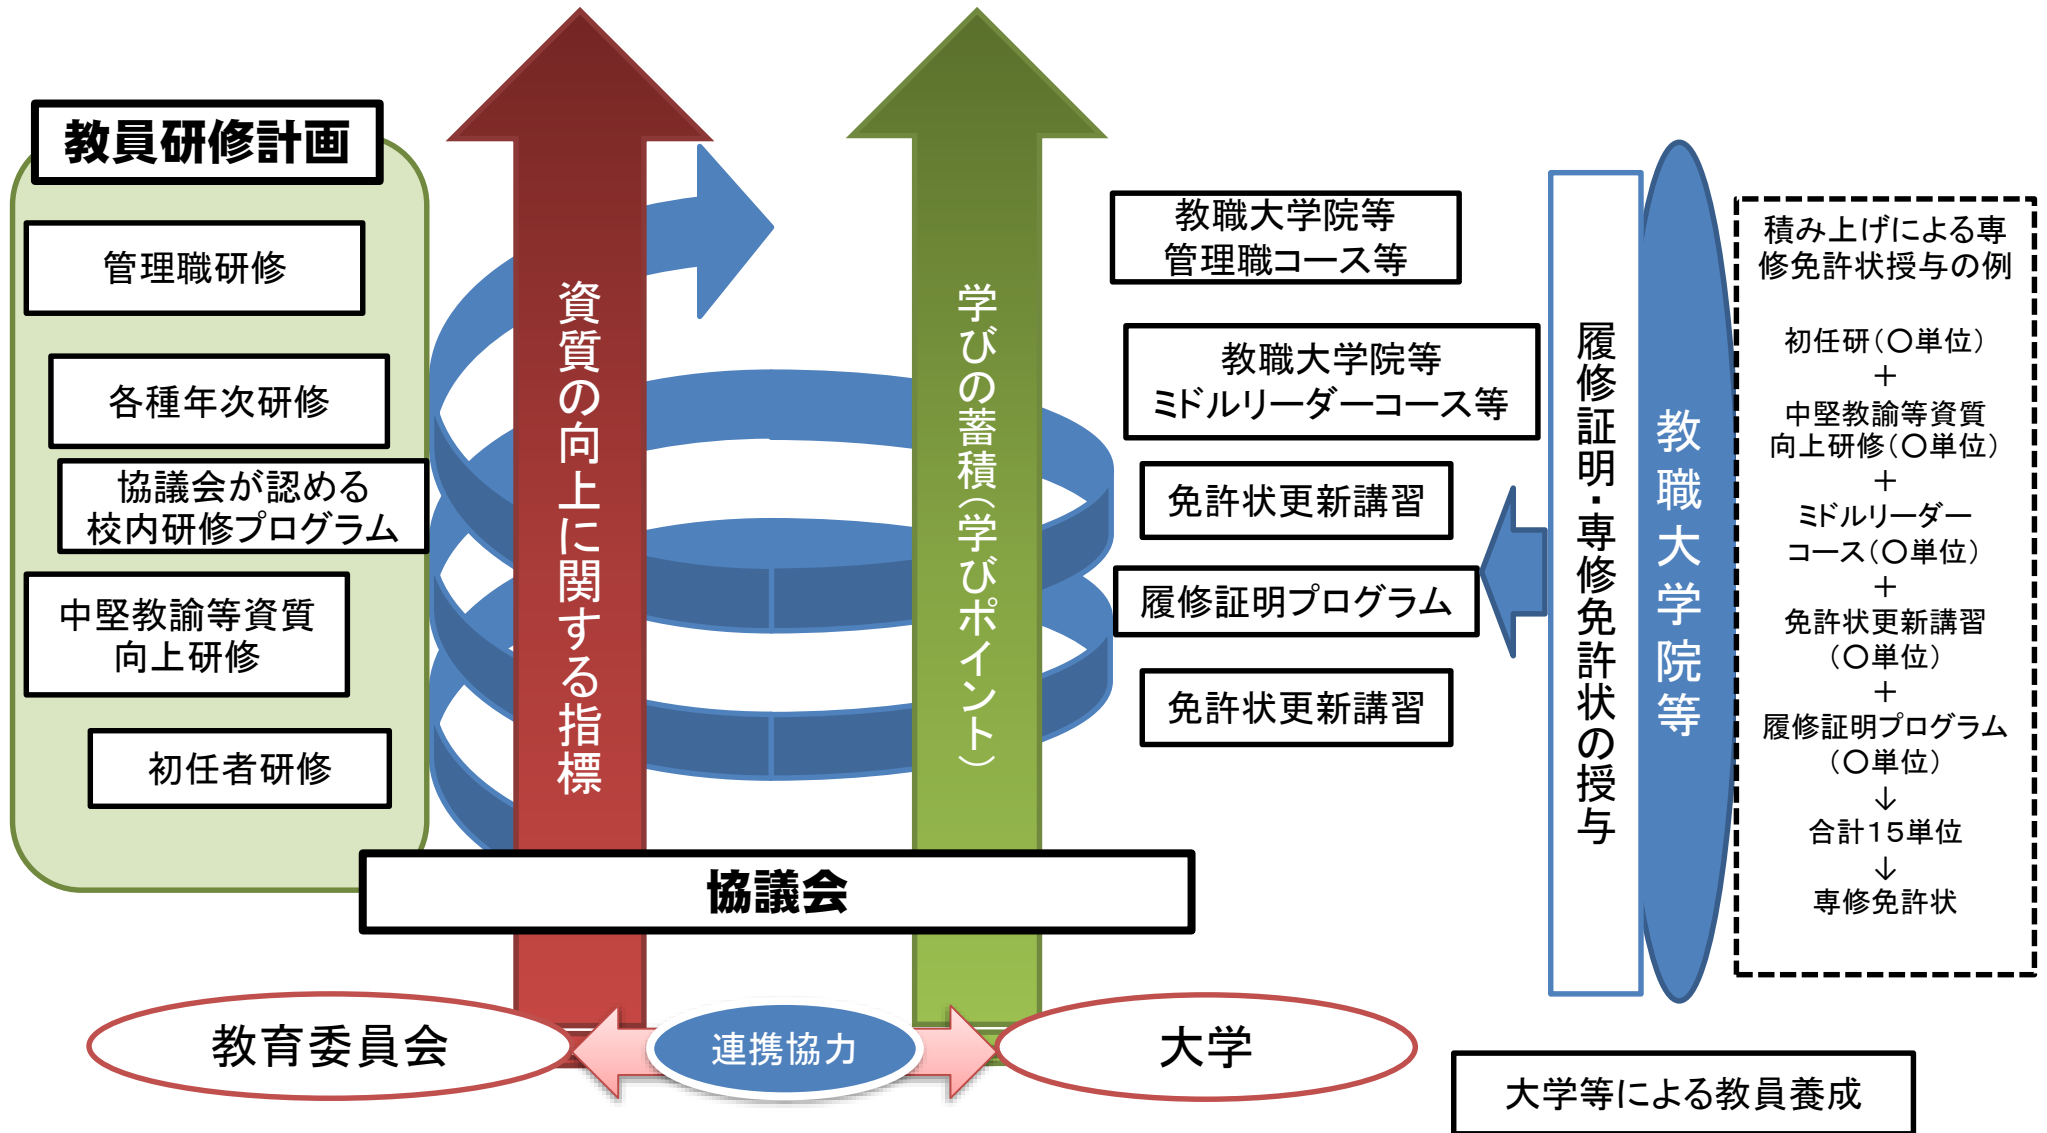 教員研修計画
管理職研修
各種年次研修
協議会が認める
校内研修プログラム
中堅教諭等資質
向上研修
初任者研修
資質の向上に関する指標
学びの蓄積（学びポイント）
教職大学院等
管理職コース等
教職大学院等
ミドルリーダーコース等
免許状更新講習
履修証明プログラム
免許状更新講習
履修証明・専修免許状の授与
教職大学院等
積み上げによる専
修免許状授与の例
初任研（〇単位）
＋
中堅教諭等資質
向上研修（〇単位）
＋
ミドルリーダー
コース（〇単位）
＋
免許状更新講習
（〇単位）
＋
履修証明プログラム
（〇単位）
↓
合計１５単位
↓
専修免許状
協議会
教育委員会
連携協力
大学
大学等による教員養成